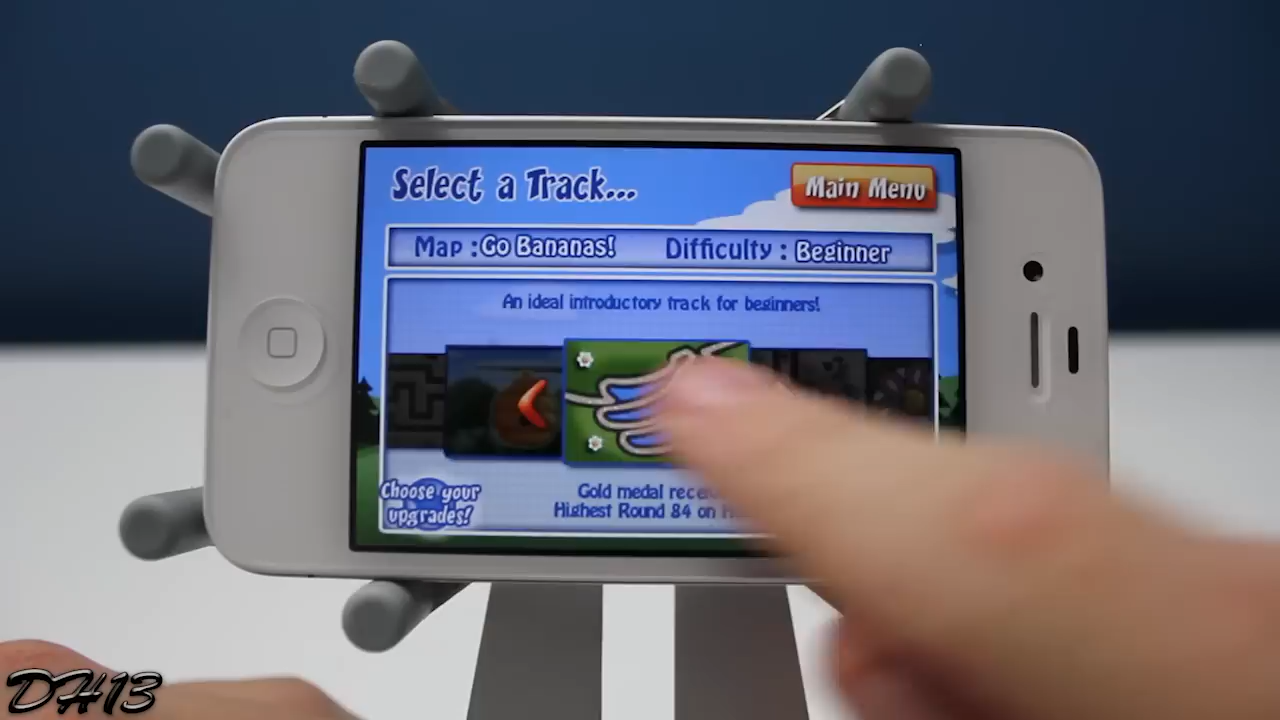 Select a Track...
Main Menu
Map : Go Bananas!
Difficulty : Beginner
An ideal introductory track for beginners!
Choose your
upgrades!
Gold medal
Highest Round 84 on
DH13